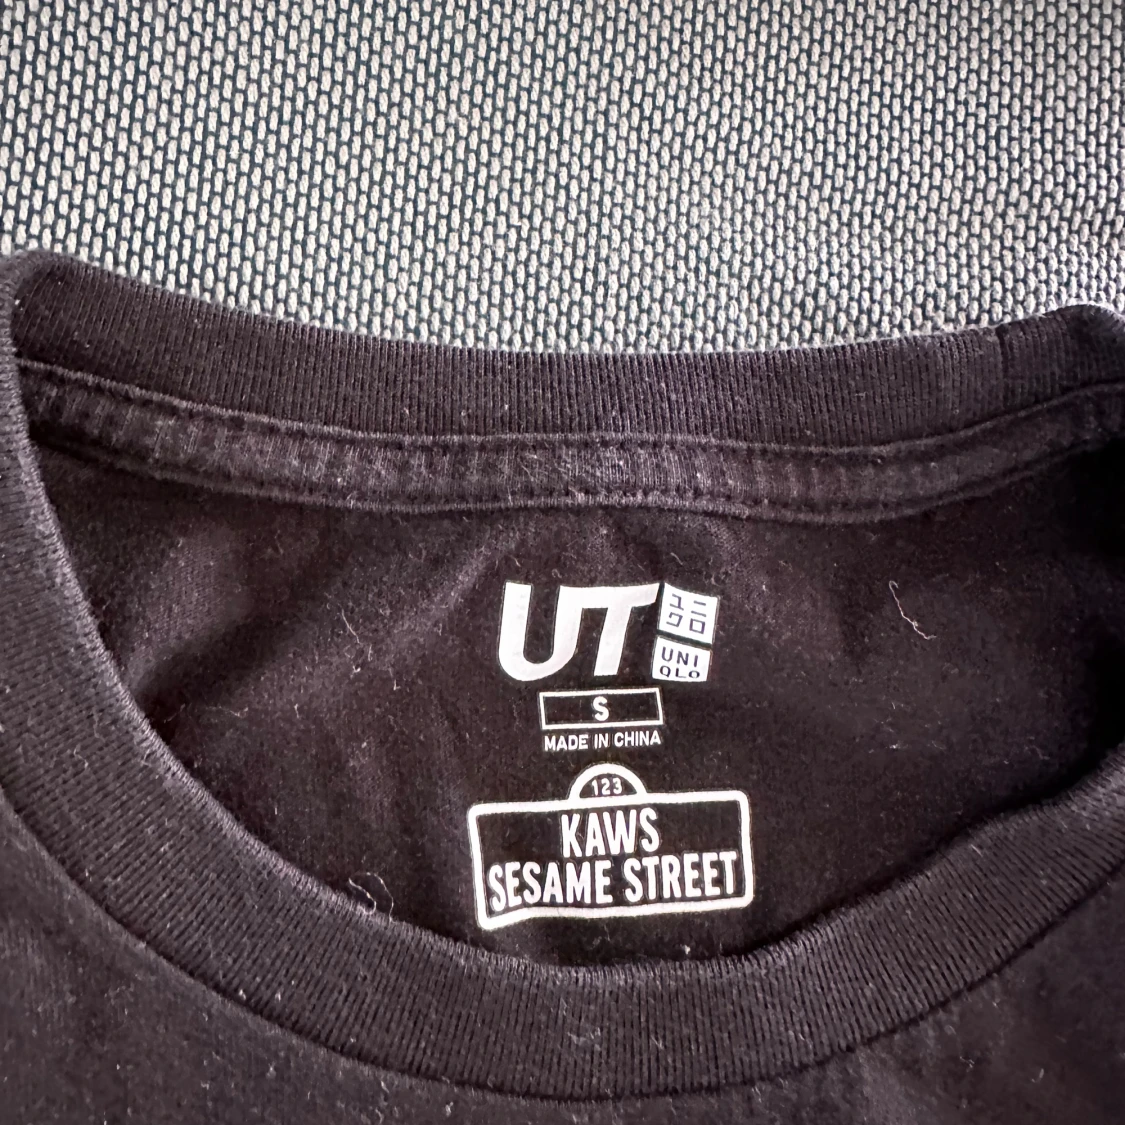 UT
ユニ
クロ
UNI
QLO
S
MADE IN CHINA
123
KAWS
SESAME STREET